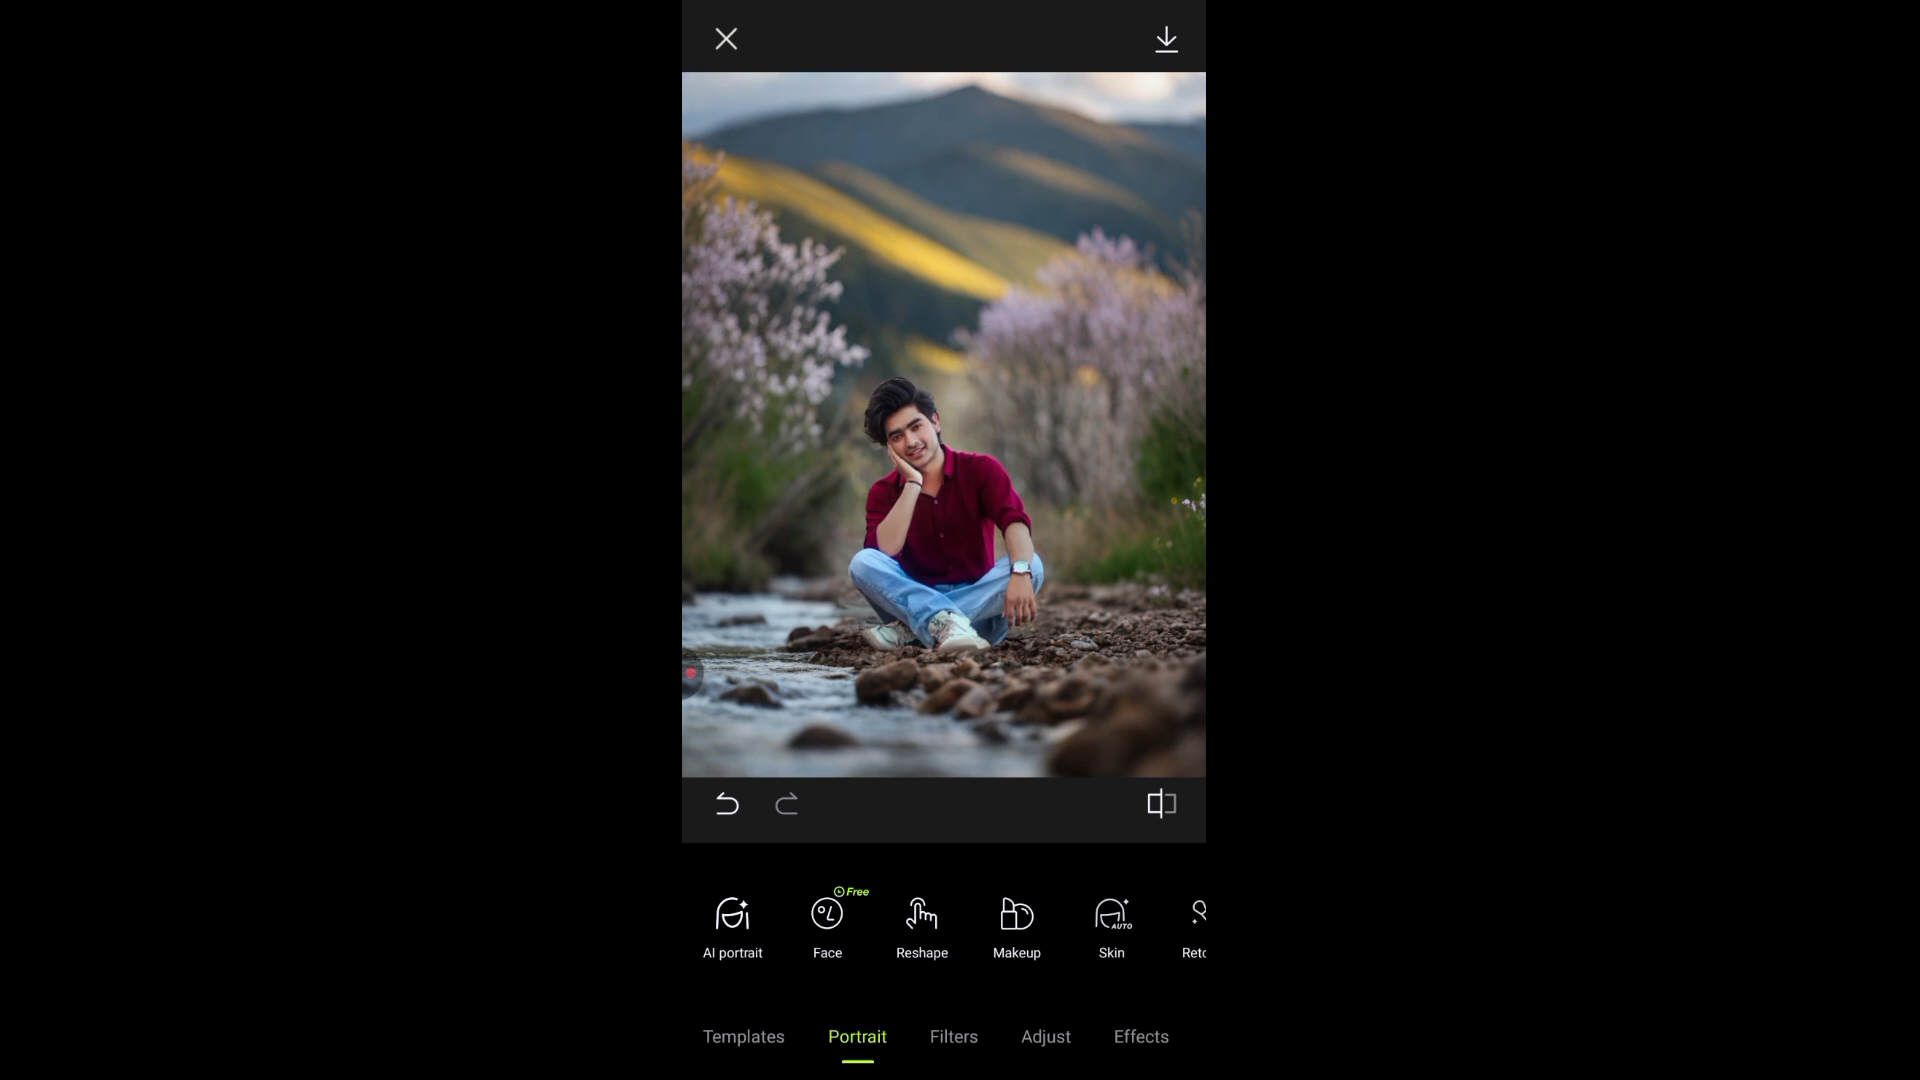 Free
AI portrait
Face
Reshape
Makeup
AUTO
Skin
Templates
Portrait
Filters
Adjust
Effects